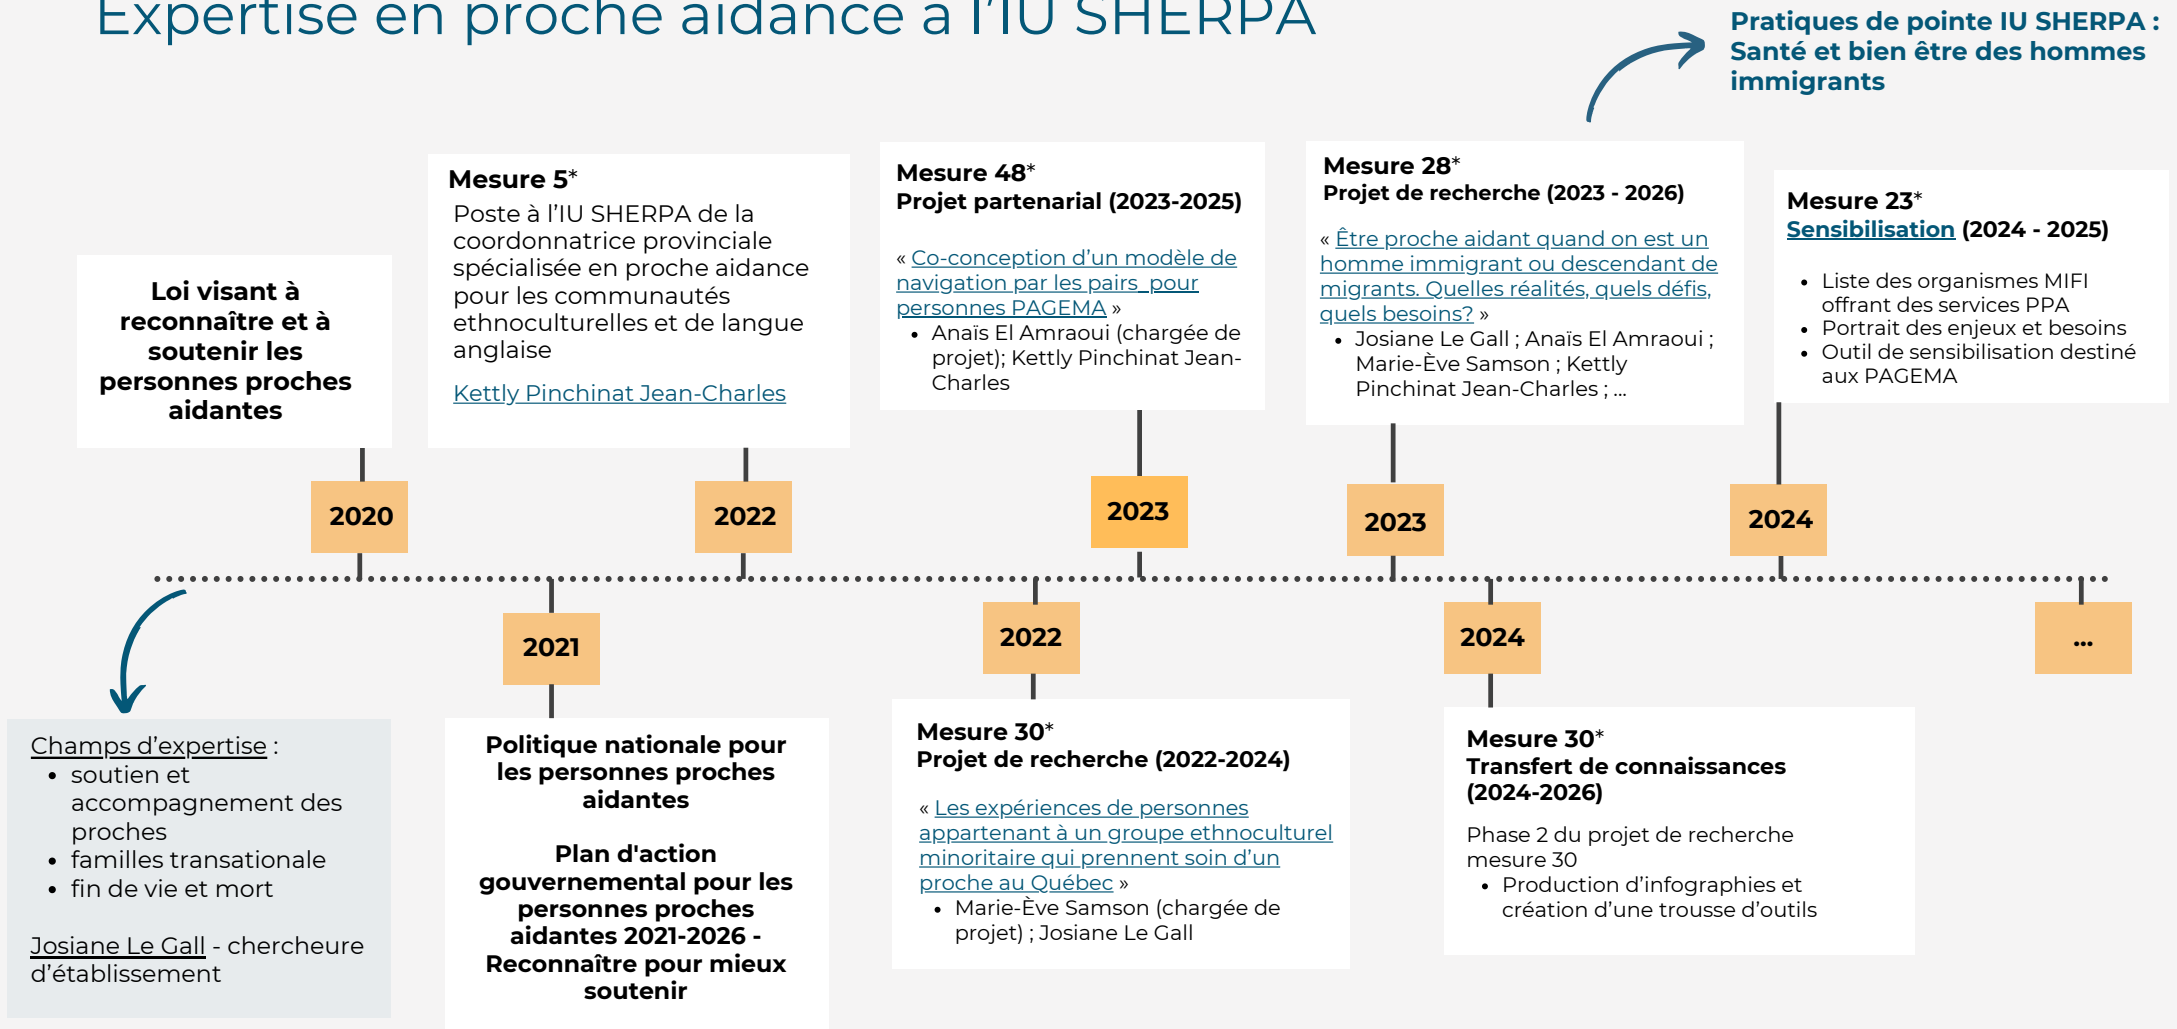 Expertise en proche aidance à l'IU SHERPA
Pratiques de pointe IU SHERPA :
Santé et bien être des hommes
immigrants
Loi visant à
reconnaître et à
soutenir les
personnes proches
aidantes
2020
Mesure 5*
Poste à l’IU SHERPA de la
coordonnatrice provinciale
spécialisée en proche aidance
pour les communautés
ethnoculturelles et de langue
anglaise
Kettly Pinchinat Jean-Charles
2022
Mesure 48*
Projet partenarial (2023-2025)
« Co-conception d’un modèle de
navigation par les pairs pour
personnes PAGEMA »
• Anaïs El Amraoui (chargée de
projet); Kettly Pinchinat Jean-
Charles
2023
Mesure 28*
Projet de recherche (2023 - 2026)
« Être proche aidant quand on est un
homme immigrant ou descendant de
migrants. Quelles réalités, quels défis,
quels besoins? »
• Josiane Le Gall ; Anaïs El Amraoui ;
Marie-Ève Samson ; Kettly
Pinchinat Jean-Charles ; ...
2023
Mesure 23*
Sensibilisation (2024 - 2025)
• Liste des organismes MIFI
offrant des services PPA
• Portrait des enjeux et besoins
• Outil de sensibilisation destiné
aux PAGEMA
2024
Champs d’expertise :
• soutien et
accompagnement des
proches
• familles transationale
• fin de vie et mort
Josiane Le Gall - chercheure
d’établissement
2021
Politique nationale pour
les personnes proches
aidantes
Plan d'action
gouvernemental pour les
personnes proches
aidantes 2021-2026 -
Reconnaître pour mieux
soutenir
2022
Mesure 30*
Projet de recherche (2022-2024)
« Les expériences de personnes
appartenant à un groupe ethnoculturel
minoritaire qui prennent soin d’un
proche au Québec »
• Marie-Ève Samson (chargée de
projet) ; Josiane Le Gall
2024
Mesure 30*
Transfert de connaissances
(2024-2026)
Phase 2 du projet de recherche
mesure 30
• Production d’infographies et
création d’une trousse d’outils
...